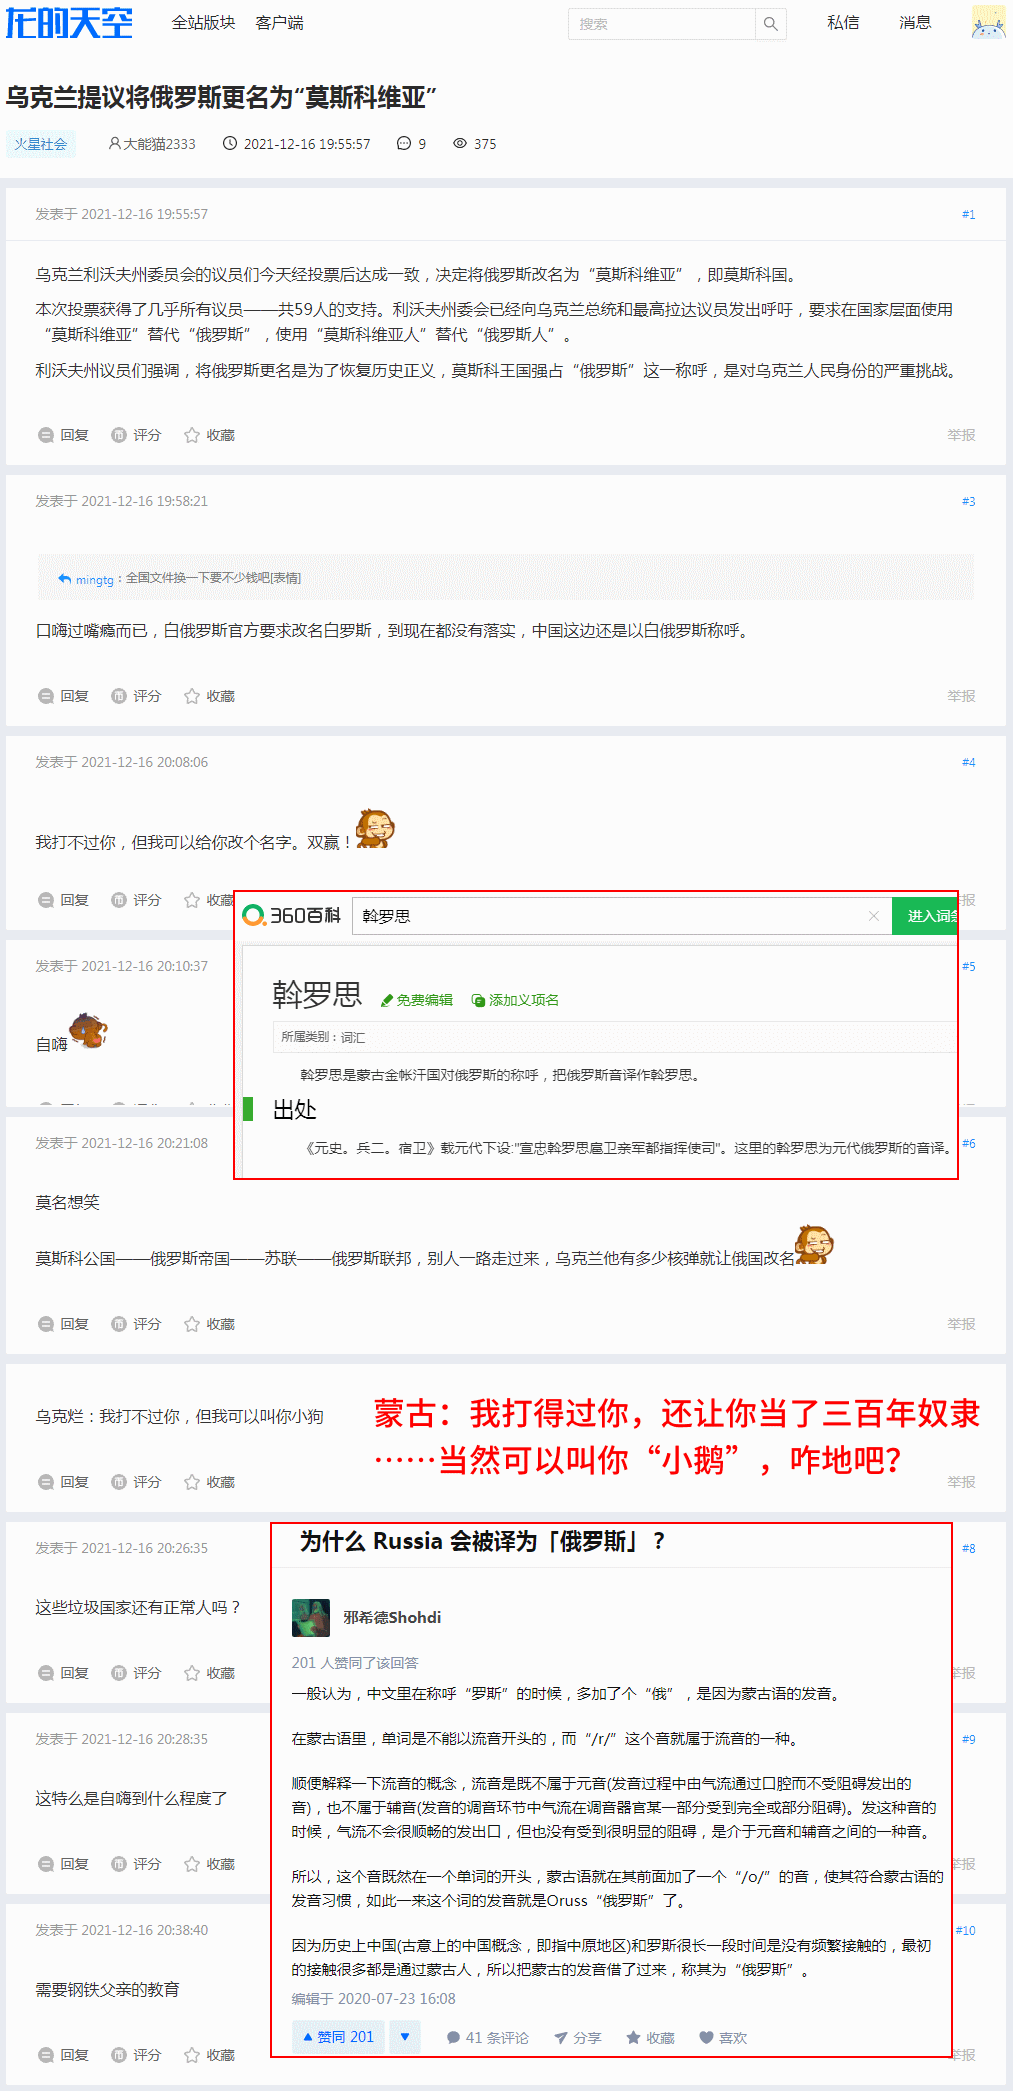 龙的天空 全站版块 客户端 搜索 私信 消息
乌克兰提议将俄罗斯更名为“莫斯科维亚”
火星社会 大能猫2333 2021-12-16 19:55:57 9 375
发表于 2021-12-16 19:55:57 #1
乌克兰利沃夫州委员会的议员们今天经投票后达成一致，决定将俄罗斯改名为“莫斯科维亚”，即莫斯科国。
本次投票获得了几乎所有议员——共59人的支持。利沃夫州委会已经向乌克兰总统和最高拉达议员发出呼吁，要求在国家层面使用
“莫斯科维亚”替代“俄罗斯”，使用“莫斯科维亚人”替代“俄罗斯人”。
利沃夫州议员们强调，将俄罗斯更名是为了恢复历史正义，莫斯科王国强占“俄罗斯”这一称呼，是对乌克兰人民身份的严重挑战。
回复 评分 收藏 举报
发表于 2021-12-16 19:58:21 #3
mingtg：全国文件换一下要不少钱吧[表情]
口嗨过嘴瘾而已，白俄罗斯官方要求改名白罗斯，到现在都没有落实，中国这边还是以白俄罗斯称呼。
回复 评分 收藏 举报
发表于 2021-12-16 20:08:06 #4
我打不过你，但我可以给你改个名字。双赢！
回复 评分 收藏 报
360百科 斡罗思 进入词条
发表于 2021-12-16 20:10:37 #5
斡罗思 免费编辑 添加义项名
自嗨
所属类别：词汇
斡罗思是蒙古金帐汗国对俄罗斯的称呼，把俄罗斯音译作斡罗思。
出处
《元史。兵二。宿卫》载元代下设:"宣忠斡罗思扈卫亲军都指挥使司"。这里的斡罗思为元代俄罗斯的音译。
发表于 2021-12-16 20:21:08 #6
莫名想笑
莫斯科公国——俄罗斯帝国——苏联——俄罗斯联邦，别人一路走过来，乌克兰他有多少核弹就让俄国改名
回复 评分 收藏 举报
乌克烂：我打不过你，但我可以叫你小狗
蒙古：我打得过你，还让你当了三百年奴隶
······当然可以叫你“小鹅”，咋地吧？
回复 评分 收藏 举报
发表于 2021-12-16 20:26:35 #8
这些垃圾国家还有正常人吗？
回复 评分 收藏 报
发表于 2021-12-16 20:28:35 #9
这特么是自嗨到什么程度了
回复 评分 收藏 报
发表于 2021-12-16 20:38:40 #10
需要钢铁父亲的教育
回复 评分 收藏 报
为什么 Russia 会被译为「俄罗斯」？
邪希德Shohdi
201 人赞同了该回答
一般认为，中文里在称呼“罗斯”的时候，多加了个“俄”，是因为蒙古语的发音。
在蒙古语里，单词是不能以流音开头的，而“/r/”这个音就属于流音的一种。
顺便解释一下流音的概念，流音是既不属于元音(发音过程中由气流通过口腔而不受阻碍发出的
音)，也不属于辅音(发音的调音环节中气流在调音器官某一部分受到完全或部分阻碍)。发这种音的
时候，气流不会很顺畅的发出口，但也没有受到很明显的阻碍，是介于元音和辅音之间的一种音。
所以，这个音既然在一个单词的开头，蒙古语就在其前面加了一个“/o/”的音，使其符合蒙古语的
发音习惯，如此一来这个词的发音就是Oruss“俄罗斯”了。
因为历史上中国(古意上的中国概念，即指中原地区)和罗斯很长一段时间是没有频繁接触的，最初
的接触很多都是通过蒙古人，所以把蒙古的发音借了过来，称其为“俄罗斯”。
编辑于 2020-07-23 16:08
赞同 201 41 条评论 分享 收藏 喜欢